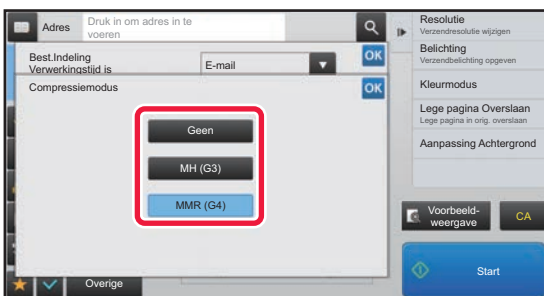 Adres
Druk in om adres in te
voeren
Best.Indeling
Verwerkingstijd is
E-mail
OK
Compressiemodus
OK
Geen
MH (G3)
MMR (G4)
Overige
Resolutie
Verzendresolutie wijzigen
Belichting
Verzendbelichting opgeven
Kleurmodus
Lege pagina Overslaan
Lege pagina in orig. overslaan
Aanpassing Achtergrond
Voorbeeld-
weergave
CA
Start